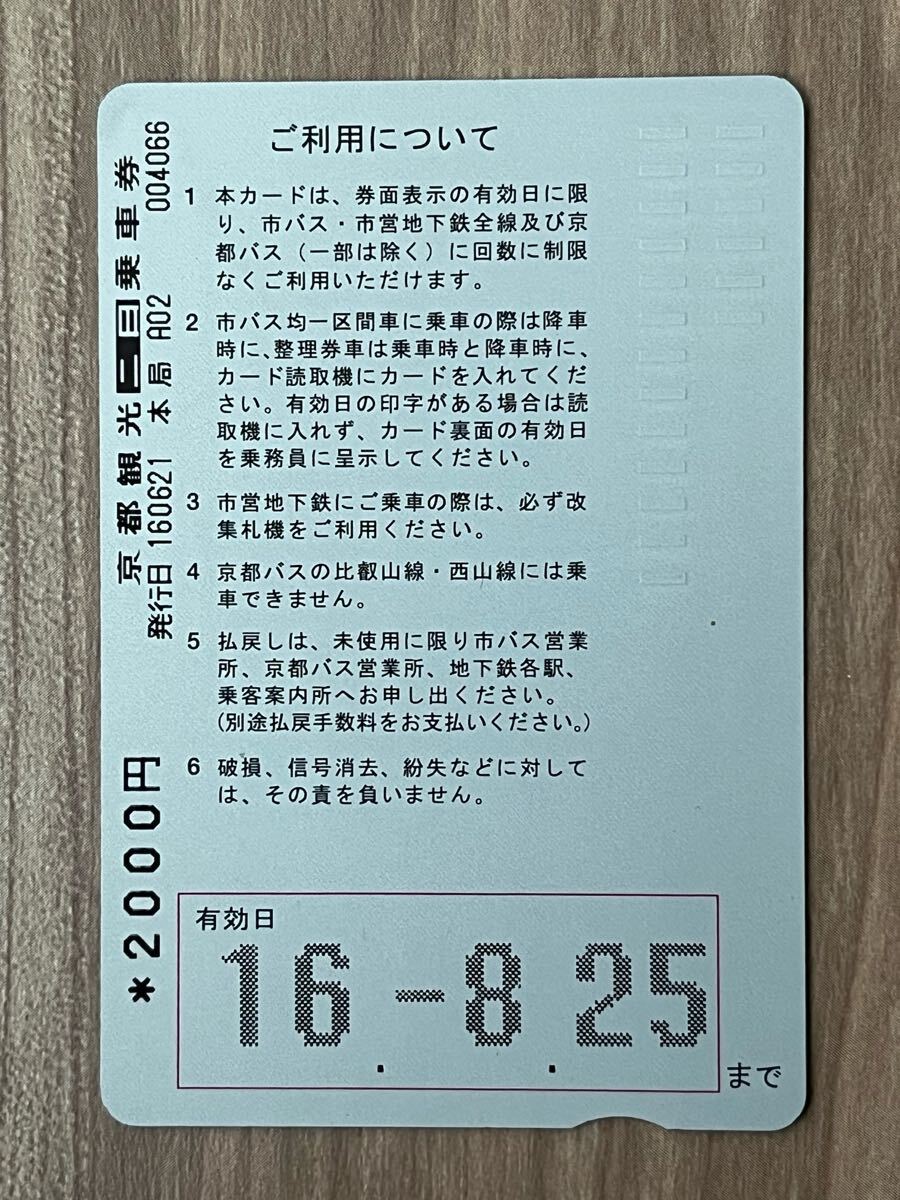 京都観光二日乗車券
発行日 160621 本局 A02 004066
*2000円
ご利用について
1 本カードは、券面表示の有効日に限
り、市バス・市営地下鉄全線及び京
都バス（一部は除く）に回数に制限
なくご利用いただけます。
2 市バス均一区間車に乗車の際は降車
時に、整理券車は乗車時と降車時に、
カード読取機にカードを入れてくだ
さい。有効日の印字がある場合は読
取機に入れず、カード裏面の有効日
を乗務員に呈示してください。
3 市営地下鉄にご乗車の際は、必ず改
集札機をご利用ください。
4 京都バスの比叡山線・西山線には乗
車できません。
5 払戻しは、未使用に限り市バス営業
所、京都バス営業所、地下鉄各駅、
乗客案内所へお申し出ください。
(別途払戻手数料をお支払いください。)
6 破損、信号消去、紛失などに対して
は、その責を負いません。
有効日
16.-8.25
まで